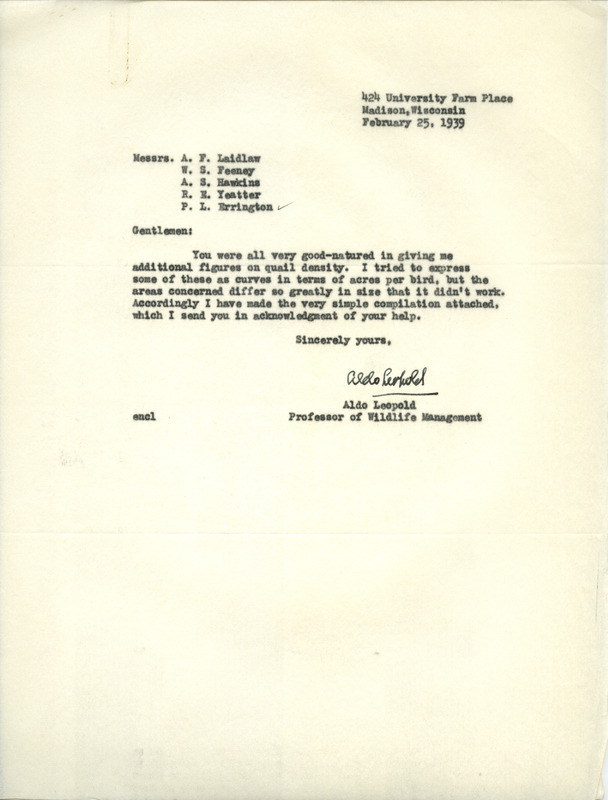 424 University Farm Place
Madison,Wisconsin
February 25, 1939
Messrs. A. F. Laidlaw
W. S. Feeney
A. S. Hawkins
R. E. Yeatter
P. L. Errington
Gentlemen:
You were all very good-natured in giving me
additional figures on quail density. I tried to express
some of these as curves in terms of acres per bird, but the
areas concerned differ so greatly in size that it didn't work.
Accordingly I have made the very simple compilation attached,
which I send you in acknowledgment of your help.
Sincerely yours,
Aldo Leopold
Aldo Leopold
encl Professor of Wildlife Management